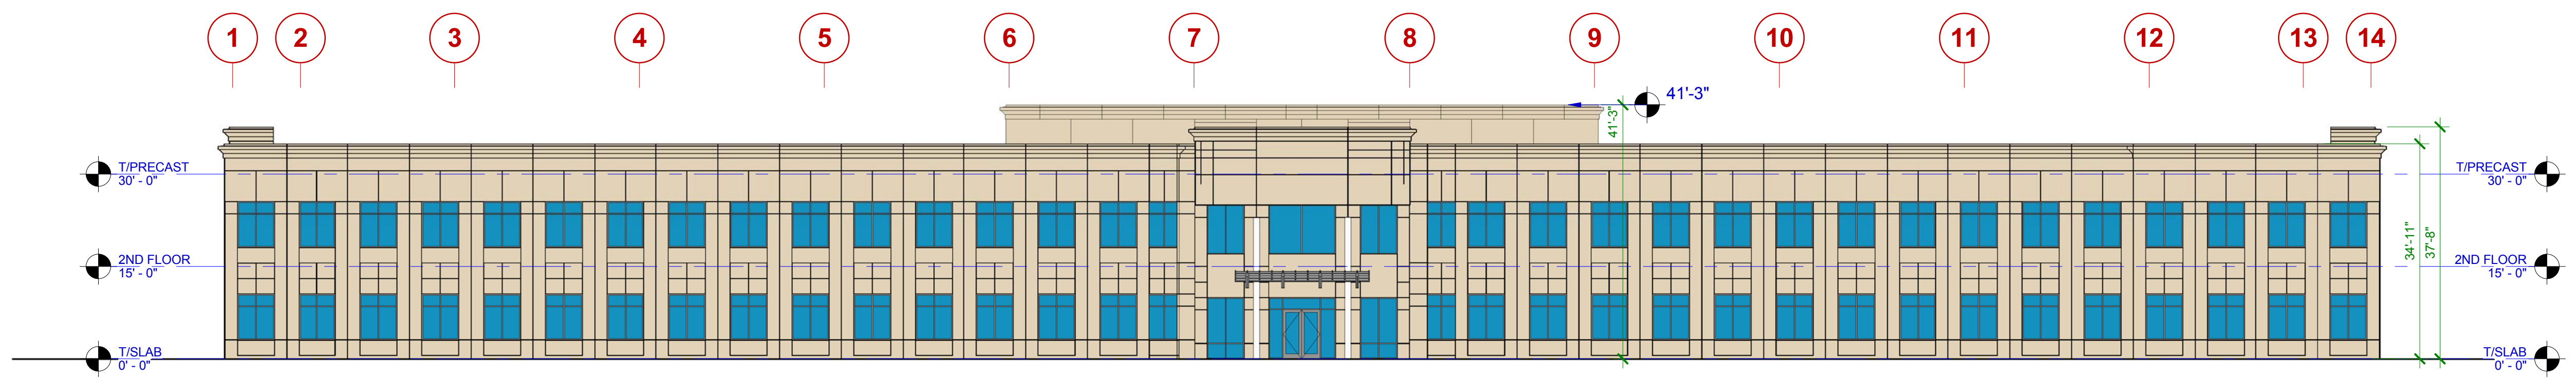 1 2 3 4 5 6 7 8 9 10 11 12 13 14
41'-3"
41'-3"
T/PRECAST
30' - 0"
T/PRECAST
30' - 0"
2ND FLOOR
15' - 0"
34'-11"
37'-8"
2ND FLOOR
15' - 0"
T/SLAB
0' - 0"
T/SLAB
0' - 0"